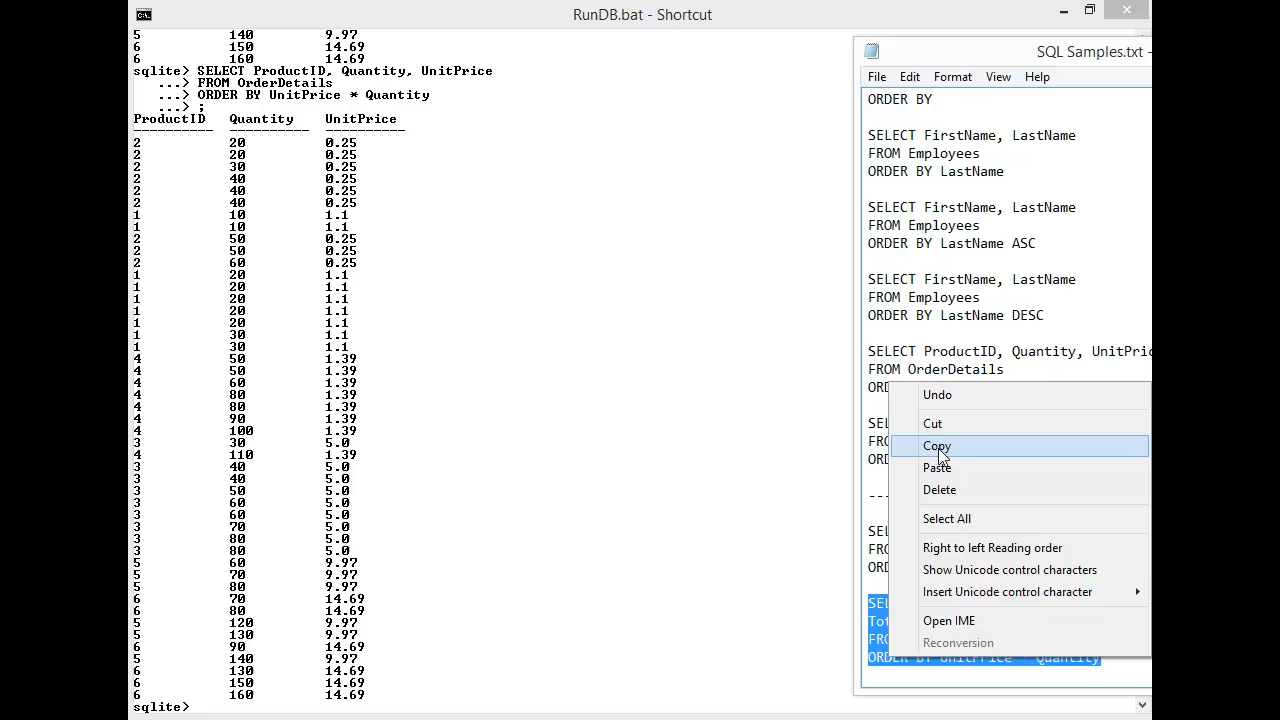 RunDB.bat - Shortcut
5 140 9.97
6 150 14.69
6 160 14.69
sqlite> SELECT ProductID, Quantity, UnitPrice
...> FROM OrderDetails
...> ORDER BY UnitPrice * Quantity
...> ;
ProductID Quantity UnitPrice
---------- ---------- ----------
2 20 0.25
2 20 0.25
2 30 0.25
2 40 0.25
2 40 0.25
2 40 0.25
1 10 1.1
1 10 1.1
2 50 0.25
2 50 0.25
2 60 0.25
1 20 1.1
1 20 1.1
1 20 1.1
1 20 1.1
1 20 1.1
1 30 1.1
1 30 1.1
4 50 1.39
4 50 1.39
4 60 1.39
4 80 1.39
4 80 1.39
4 90 1.39
4 100 1.39
3 30 5.0
4 110 1.39
3 40 5.0
3 40 5.0
3 50 5.0
3 60 5.0
3 60 5.0
3 70 5.0
3 80 5.0
3 80 5.0
5 60 9.97
5 70 9.97
5 80 9.97
6 70 14.69
6 80 14.69
5 120 9.97
5 130 9.97
6 90 14.69
5 140 9.97
6 130 14.69
6 150 14.69
6 160 14.69
sqlite>
SQL Samples.txt -
File Edit Format View Help
ORDER BY
SELECT FirstName, LastName
FROM Employees
ORDER BY LastName
SELECT FirstName, LastName
FROM Employees
ORDER BY LastName ASC
SELECT FirstName, LastName
FROM Employees
ORDER BY LastName DESC
SELECT ProductID, Quantity, UnitPric
FROM OrderDetails
ORD
SEL
FRO
ORD
---
SEL
FRO
ORD
SEL
Tot
FRO
ORDER BY UnitPrice * Quantity
Undo
Cut
Copy
Paste
Delete
Select All
Right to left Reading order
Show Unicode control characters
Insert Unicode control character
Open IME
Reconversion